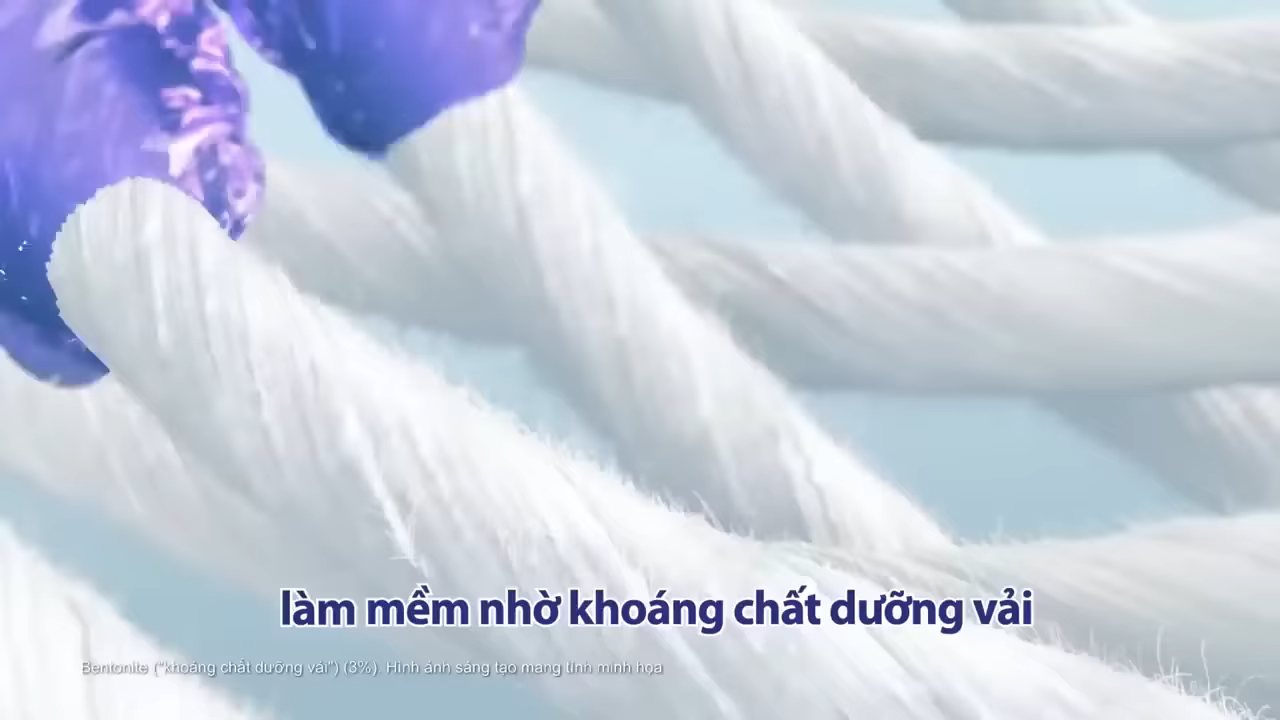 làm mềm nhờ khoáng chất dưỡng vải
Bentonite ("khoáng chất dưỡng vải") (3%). Hình ảnh sáng tạo mang tính minh họa